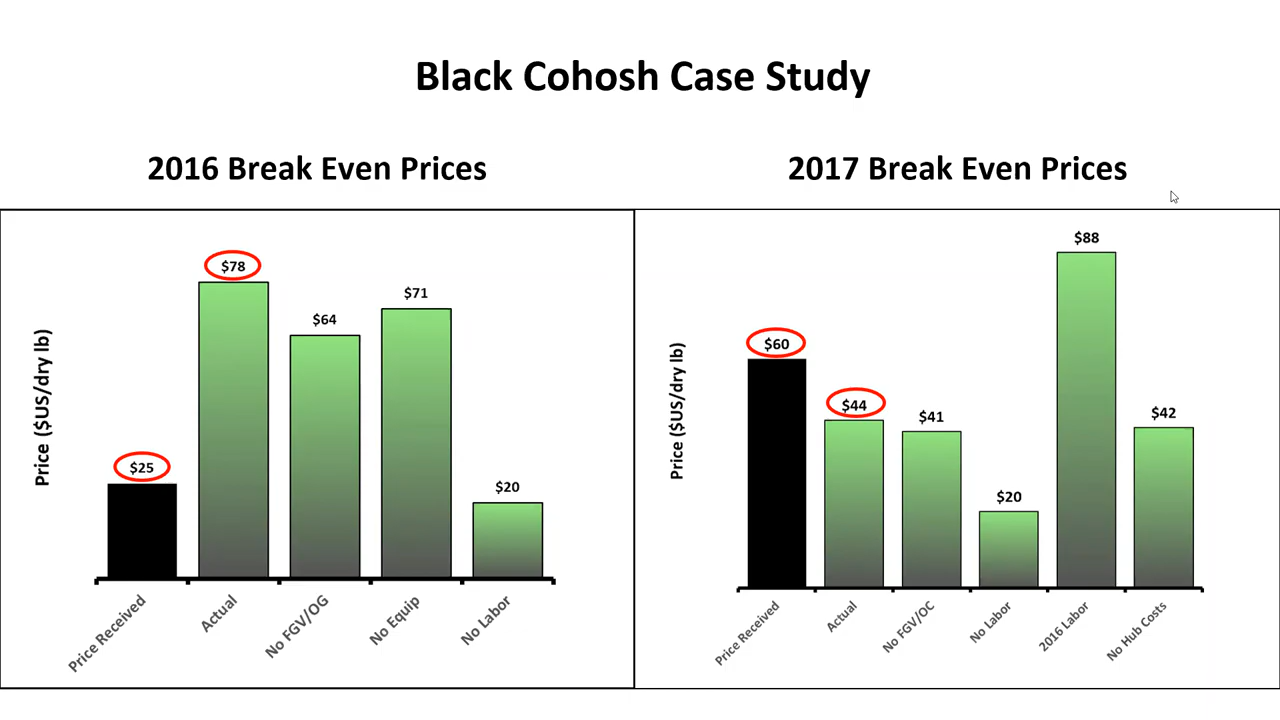 Black Cohosh Case Study
2016 Break Even Prices
Price ($US/dry lb)
$25
$78
$64
$71
$20
Price Received
Actual
No FGV/OG
No Equip
No Labor
2017 Break Even Prices
Price ($US/dry lb)
$60
$44
$41
$20
$88
$42
Price Received
Actual
No FGV/OC
No Labor
2016 Labor
No Hub Costs